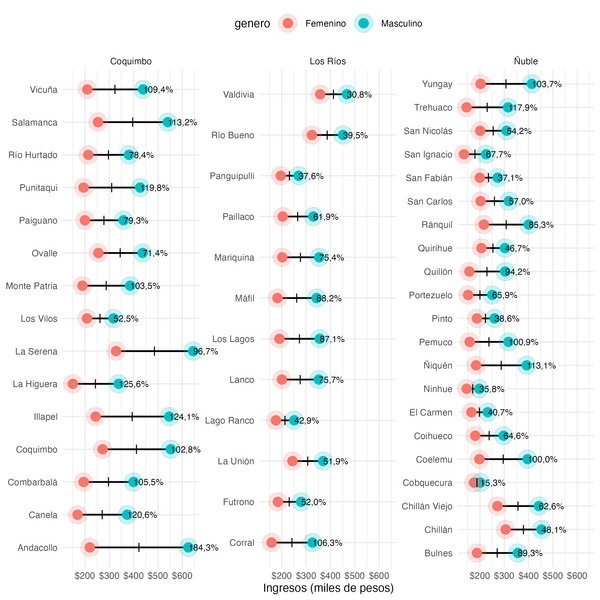 genero Femenino Masculino
Coquimbo
Vicuña 109,4%
Salamanca 113,2%
Río Hurtado 78,4%
Punitaqui 119,8%
Paiguano 79,3%
Ovalle 71,4%
Monte Patria 103,5%
Los Vilos 52,5%
La Serena 96,7%
La Higuera 125,6%
Illapel 124,1%
Coquimbo 102,8%
Combarbalá 105,5%
Canela 120,6%
Andacollo 184,3%
$200 $300 $400 $500 $600
Los Ríos
Valdivia 30,8%
Río Bueno 39,5%
Panguipulli 37,6%
Paillaco 61,9%
Mariquina 75,4%
Máfil 88,2%
Los Lagos 87,1%
Lanco 75,7%
Lago Ranco 42,9%
La Unión 51,9%
Futrono 52,0%
Corral 106,3%
$200 $300 $400 $500 $600
Ñuble
Yungay 103,7%
Trehuaco 117,9%
San Nicolás 54,2%
San Ignacio 67,7%
San Fabián 37,1%
San Carlos 57,0%
Ránquil 85,3%
Quirihue 46,7%
Quillón 94,2%
Portezuelo 65,9%
Pinto 38,6%
Pemuco 100,9%
Ñiquén 113,1%
Ninhue 35,8%
El Carmen 40,7%
Coihueco 64,6%
Coelemu 100,0%
Cobquecura 15,3%
Chillán Viejo 62,6%
Chillán 48,1%
Bulnes 89,3%
$200 $300 $400 $500 $600
Ingresos (miles de pesos)